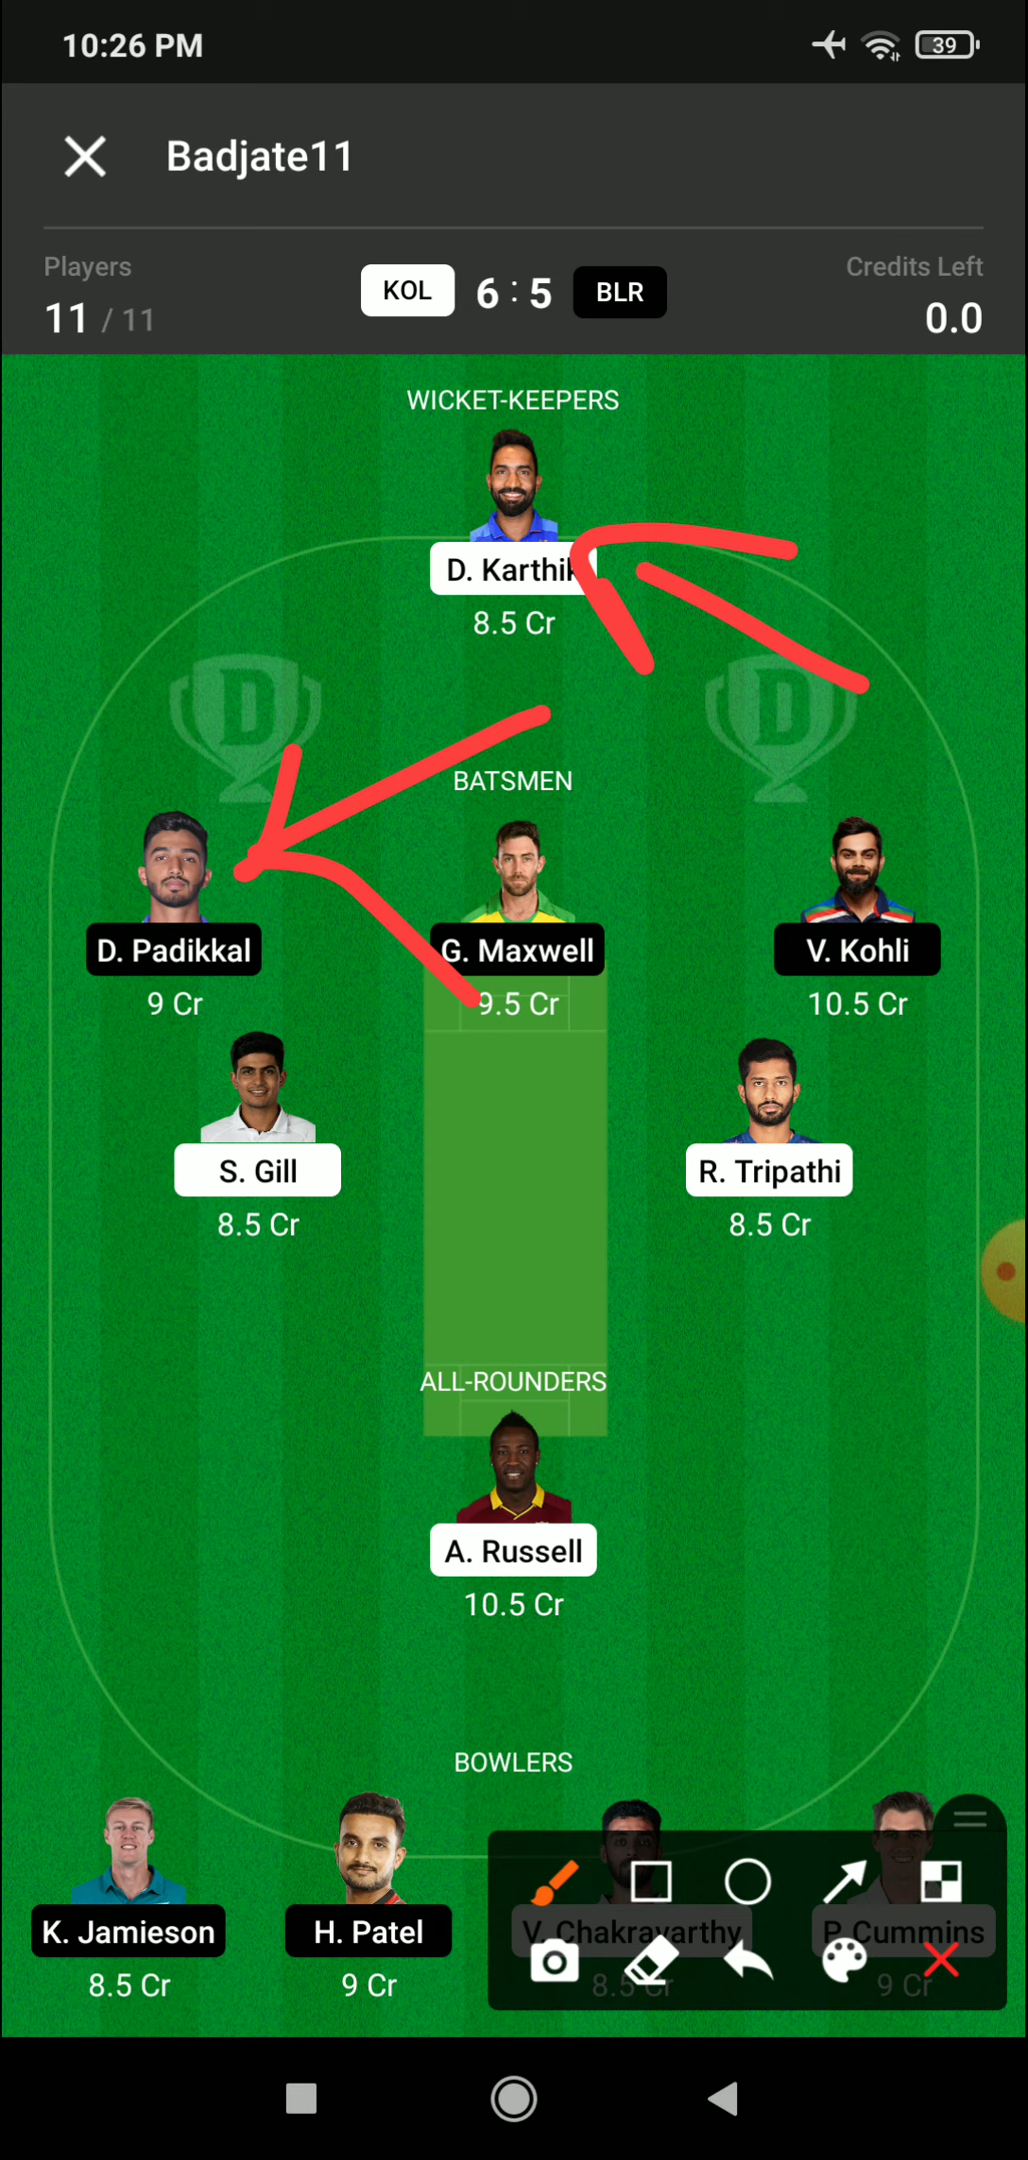 10:26 PM
39
Badjate11
Players
Credits Left
11 / 11
KOL 6 : 5 BLR
0.0
WICKET-KEEPERS
D. Karthik
8.5 Cr
D D
BATSMEN
D. Padikkal
G. Maxwell
V. Kohli
9 Cr
9.5 Cr
10.5 Cr
S. Gill
R. Tripathi
8.5 Cr
8.5 Cr
ALL-ROUNDERS
A. Russell
10.5 Cr
BOWLERS
K. Jamieson
H. Patel
V. Chakravarthy
P. Cummins
8.5 Cr
9 Cr
8.5 Cr
9 Cr